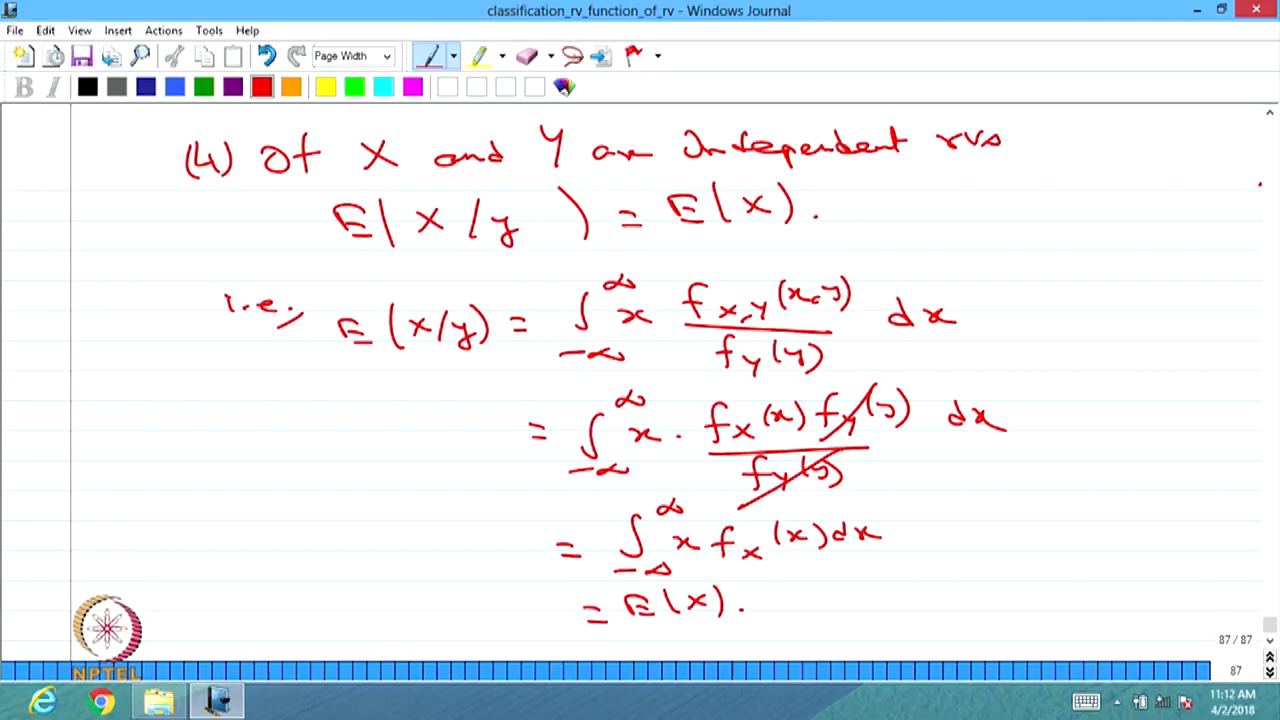 classification_rv_function_of_rv - Windows Journal
File Edit View Insert Actions Tools Help
Page Width
B I
(4) If X and Y are independent rvs
E(X/y) = E(X).
i.e., E(X/y) = ∫_{-∞}^{∞} x f_{X,Y}(x,y) / f_Y(y) dx
= ∫_{-∞}^{∞} x . f_X(x) f_Y(y) / f_Y(y) dx
= ∫_{-∞}^{∞} x f_X(x) dx
= E(X).
87 / 87
NPTEL
87
11:12 AM
4/2/2018